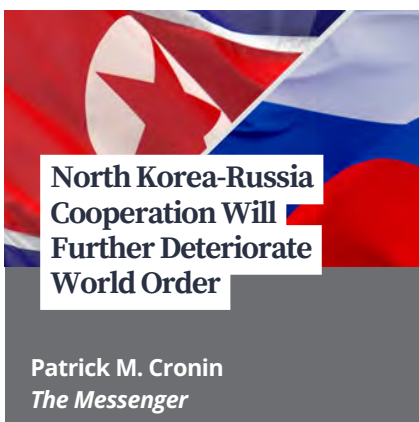 North Korea-Russia
Cooperation Will
Further Deteriorate
World Order
Patrick M. Cronin
The Messenger